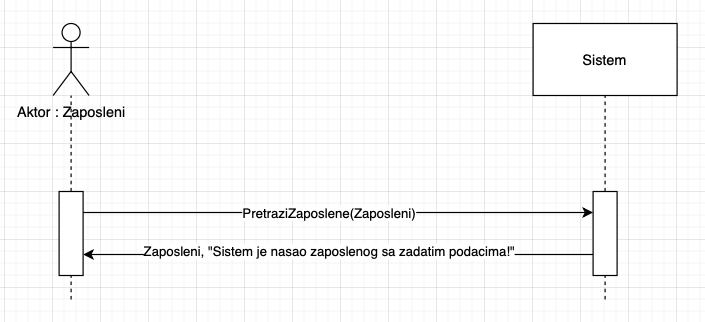 Sistem
Aktor : Zaposleni
PretraziZaposlene(Zaposleni)
Zaposleni, "Sistem je nasao zaposlenog sa zadatim podacima!"